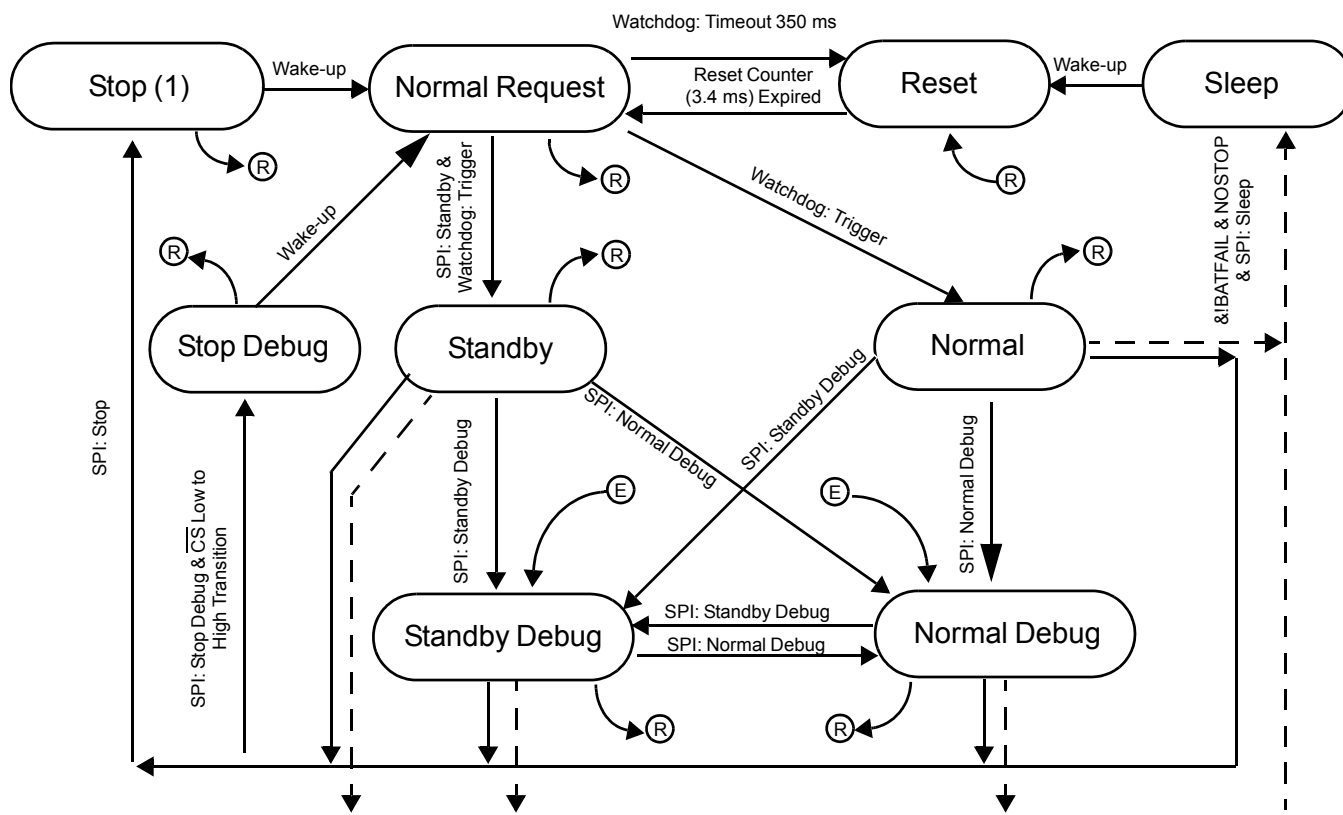 Watchdog: Timeout 350 ms
Stop (1)
Wake-up
Normal Request
Reset Counter
(3.4 ms) Expired
Reset
Wake-up
Sleep
R
R
R
SPI: Standby &
Watchdog: Trigger
Watchdog: Trigger
&!BATFAIL & NOSTOP
& SPI: Sleep
Wake-up
R
R
R
Stop Debug
Standby
Normal
SPI: Stop
SPI: Stop Debug & CS Low to
High Transition
SPI: Standby Debug
SPI: Normal Debug
SPI: Standby Debug
SPI: Normal Debug
E
E
Standby Debug
SPI: Standby Debug
SPI: Normal Debug
Normal Debug
R
R